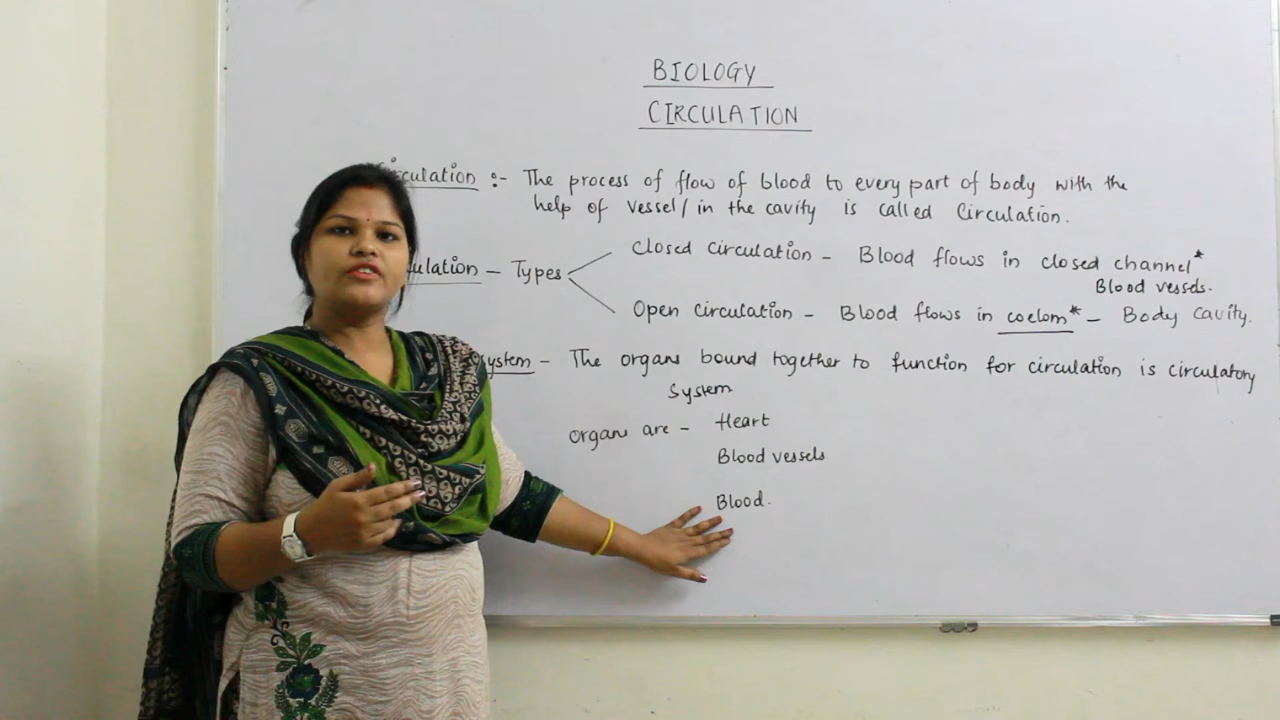 BIOLOGY
CIRCULATION
Circulation :- The process of flow of blood to every part of body with the
help of vessel/ in the cavity is called Circulation.
Closed Circulation - Blood flows in closed channel*
Blood vessels.
ulation - Types
Open Circulation - Blood flows in coelom* - Body Cavity.
system - The organs bound together to function for circulation is circulatory
System
Organs are - Heart
Blood vessels
Blood.